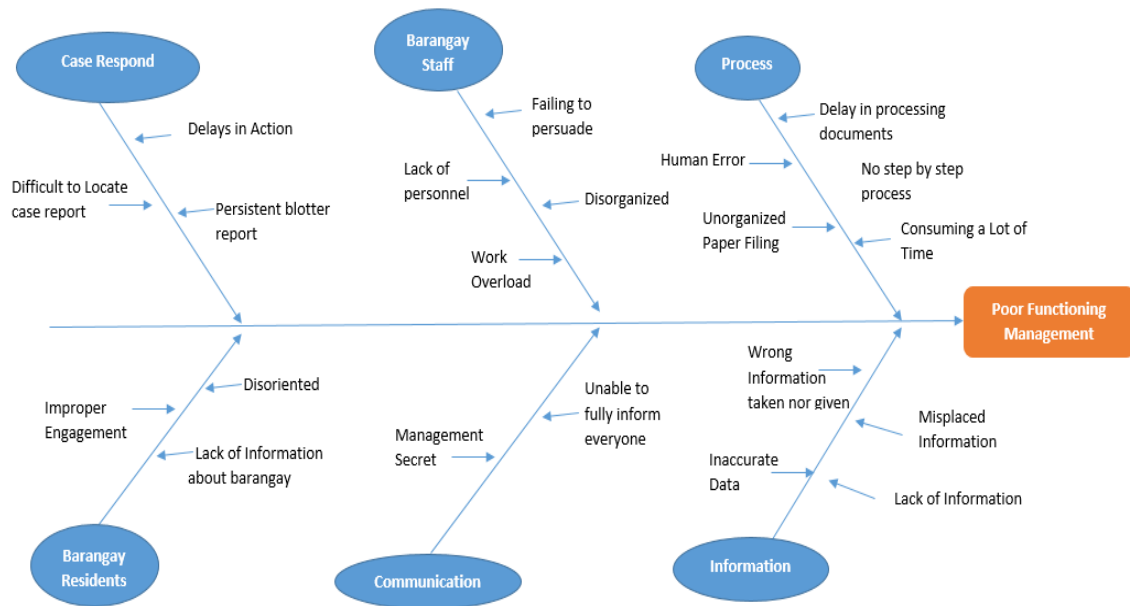 Case Respond
Delays in Action
Difficult to Locate
case report
Persistent blotter
report
Barangay
Staff
Failing to
persuade
Lack of
personnel
Disorganized
Work
Overload
Process
Delay in processing
documents
Human Error
No step by step
process
Unorganized
Paper Filing
Consuming a Lot of
Time
Poor Functioning
Management
Disoriented
Improper
Engagement
Lack of Information
about barangay
Barangay
Residents
Unable to
fully inform
everyone
Management
Secret
Communication
Wrong
Information
taken nor given
Misplaced
Information
Inaccurate
Data
Lack of Information
Information